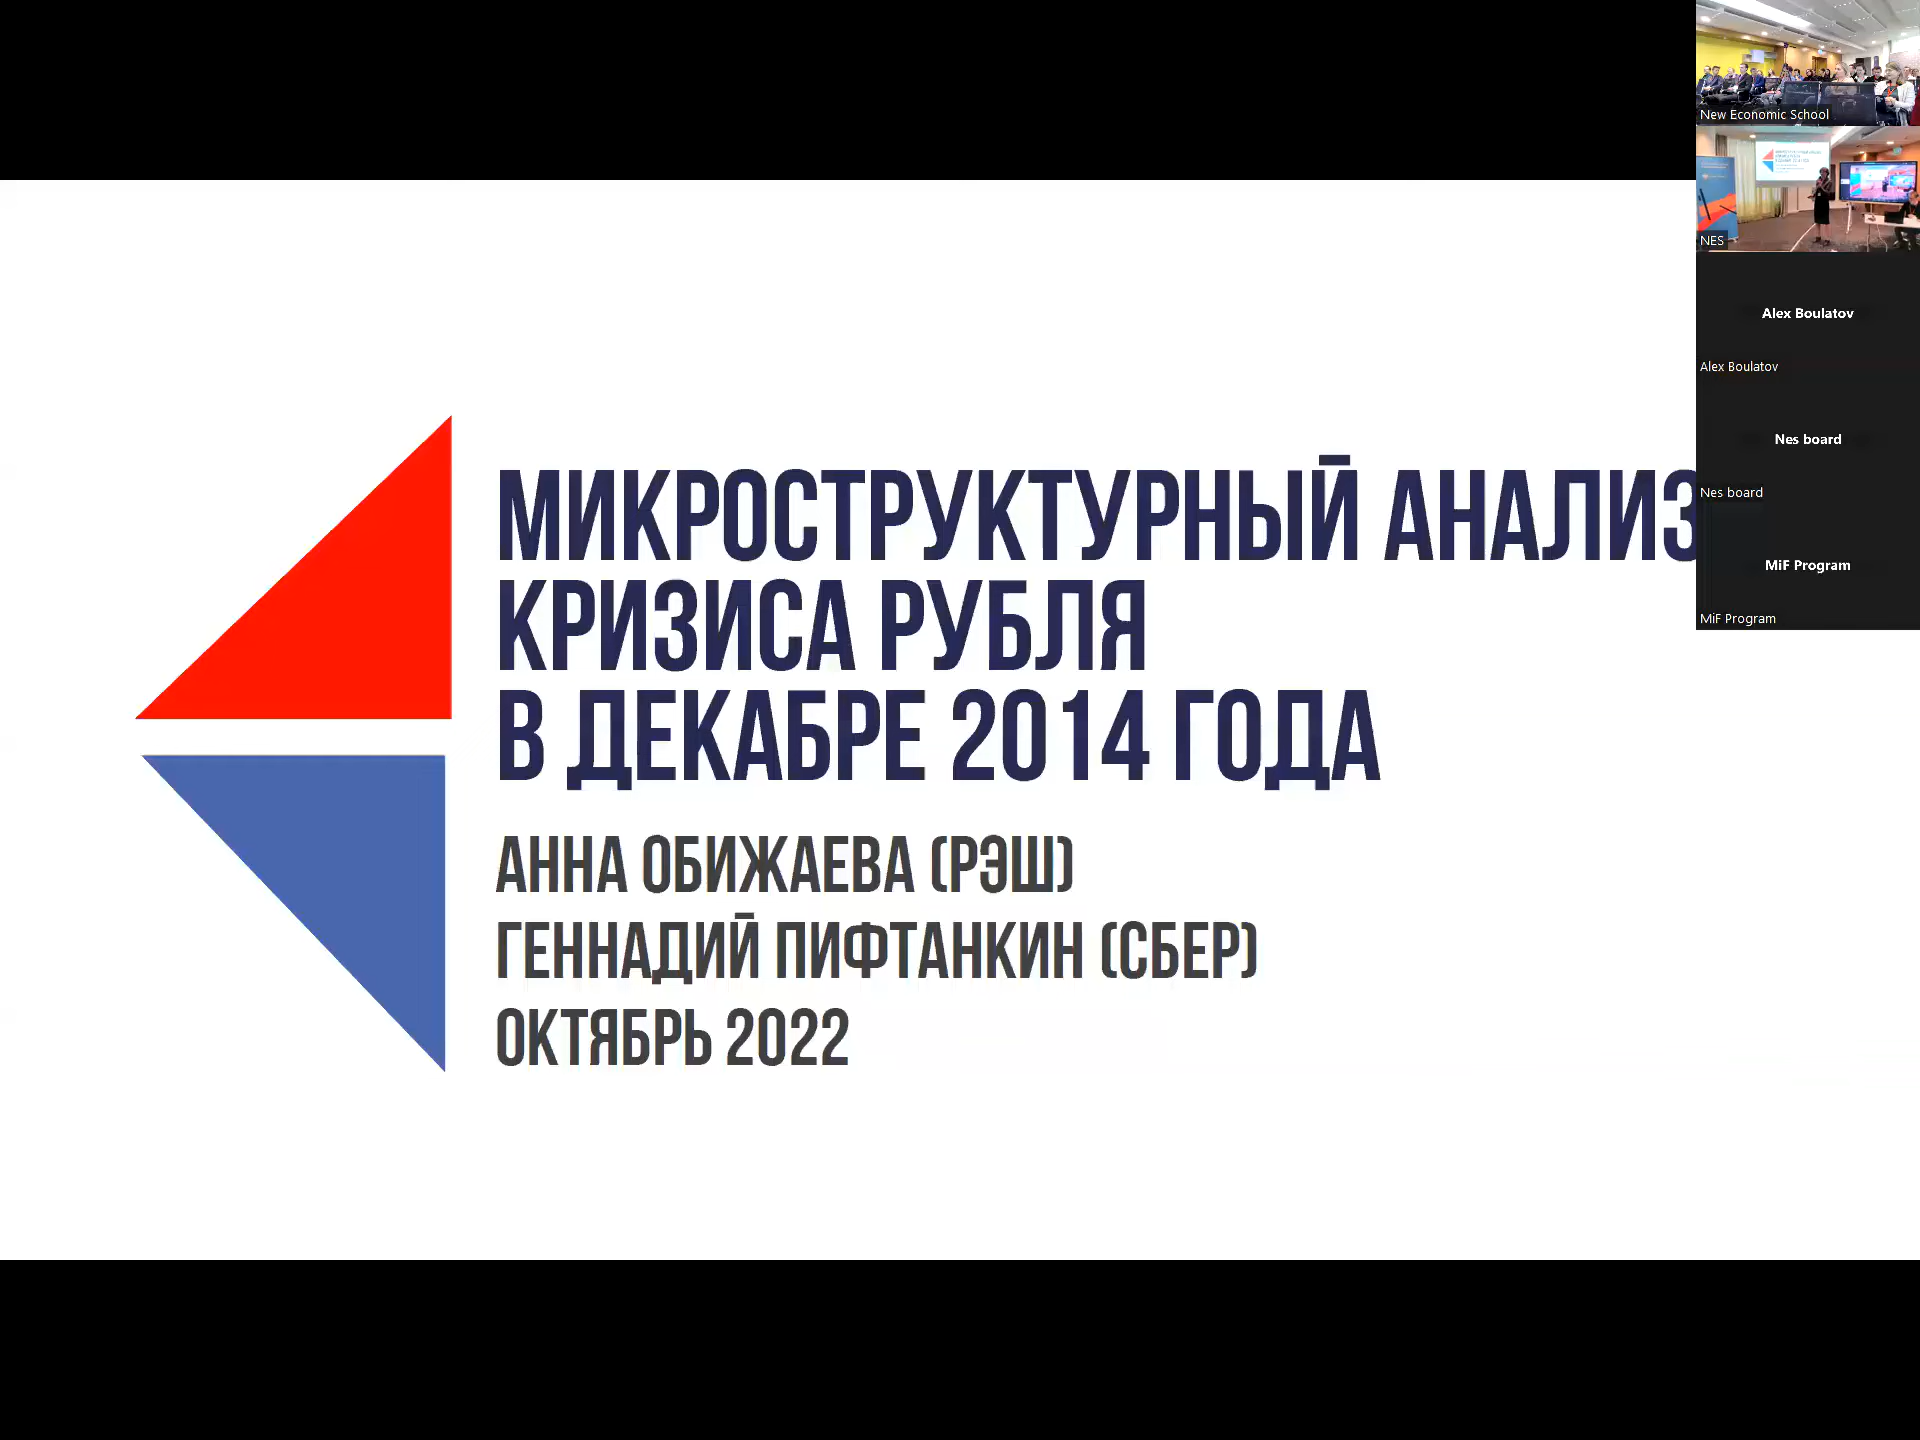 МИКРОСТРУКТУРНЫЙ АНАЛИЗ
КРИЗИСА РУБЛЯ
В ДЕКАБРЕ 2014 ГОДА
АННА ОБИЖАЕВА (РЭШ)
ГЕННАДИЙ ПИФТАНКИН (СБЕР)
ОКТЯБРЬ 2022
New Economic School
NES
Alex Boulatov
Alex Boulatov
Nes board
Nes board
MiF Program
MiF Program